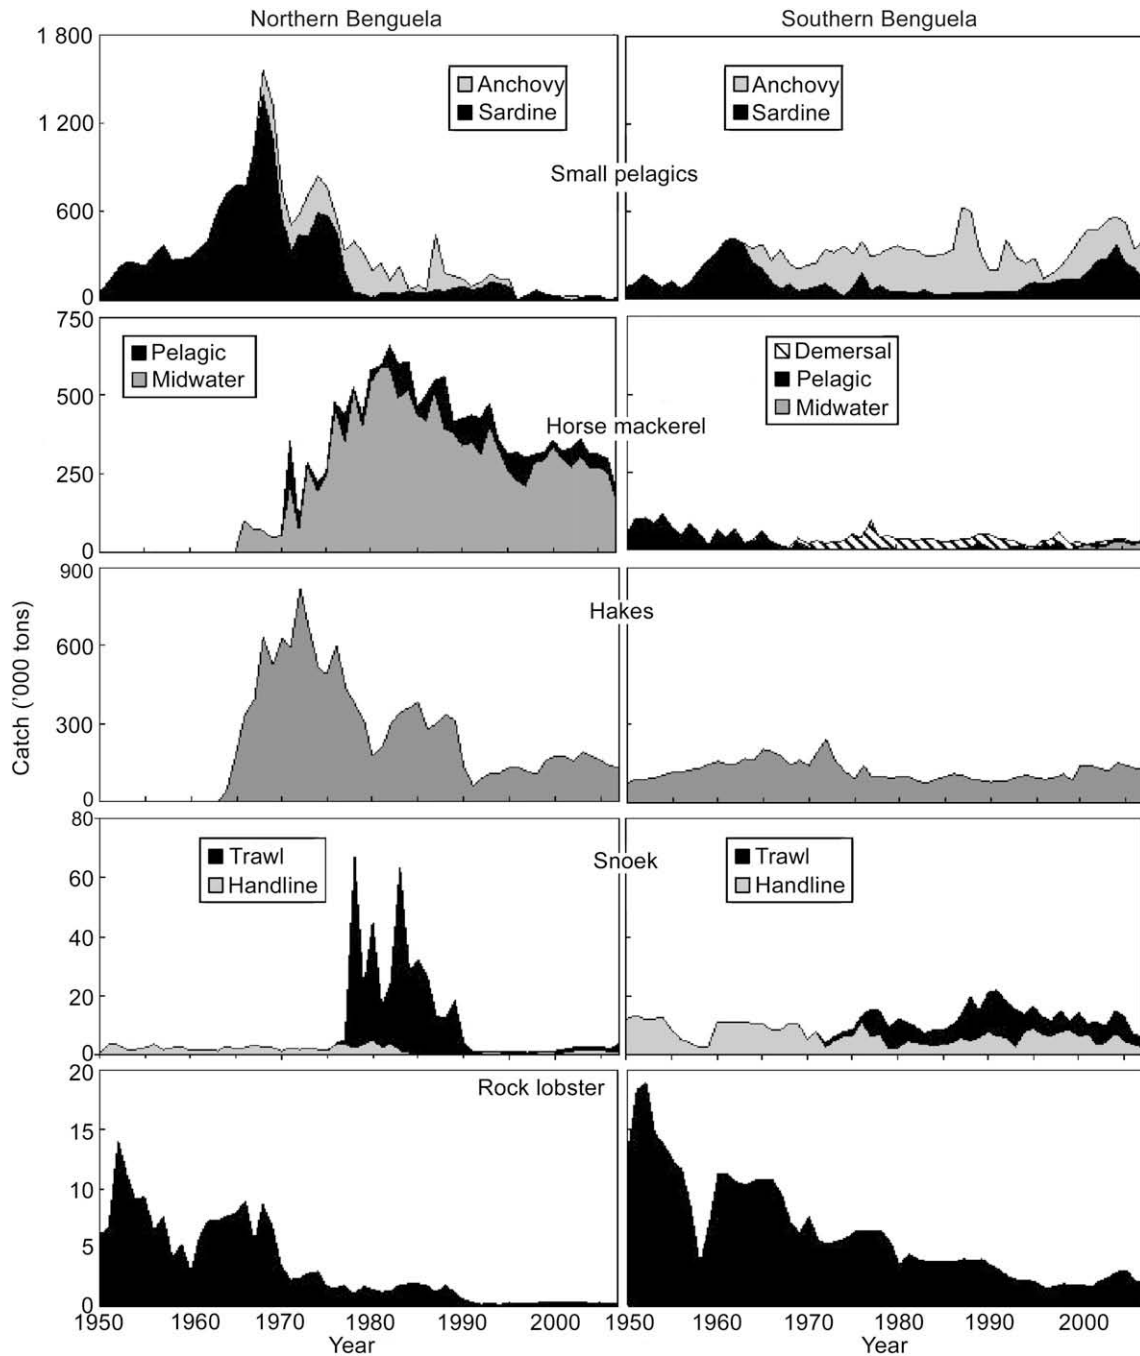 Northern Benguela
Southern Benguela
1 800
1 200
600
0
Anchovy
Sardine
Anchovy
Sardine
Small pelagics
750
500
250
0
Pelagic
Midwater
Demersal
Pelagic
Midwater
Horse mackerel
900
600
300
0
Hakes
Catch ('000 tons)
80
60
40
20
0
Trawl
Handline
Trawl
Handline
Snoek
20
15
10
5
0
Rock lobster
1950 1960 1970 1980 1990 2000
1950 1960 1970 1980 1990 2000
Year
Year